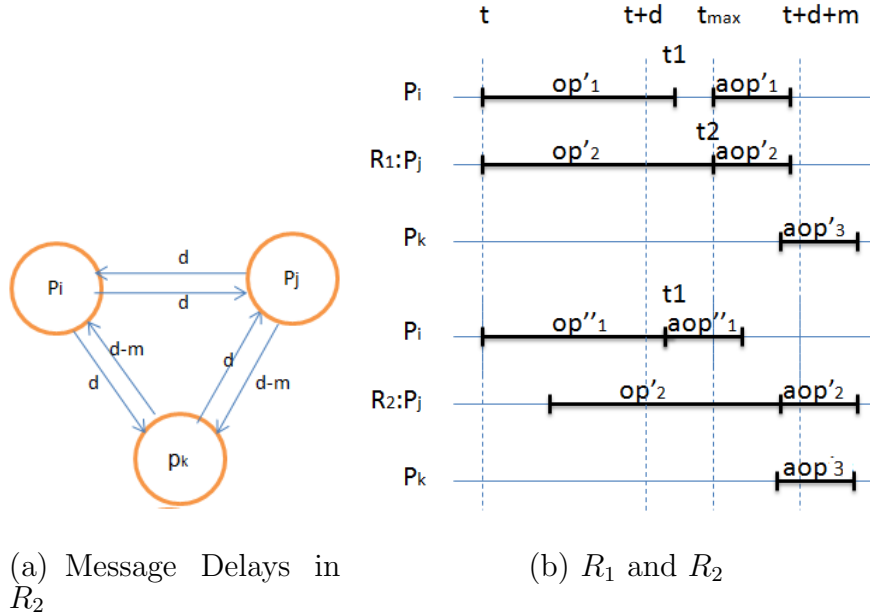 t t+d tmax t+d+m
t1
Pi op'1 aop'1
t2
R1:Pj op'2 aop'2
Pk aop'3
d
Pi Pj
d
d-m d d d-m
pk
t1
Pi op''1 aop''1
R2:Pj op'2 aop'2
Pk aop'3
(a) Message Delays in
R2
(b) R1 and R2